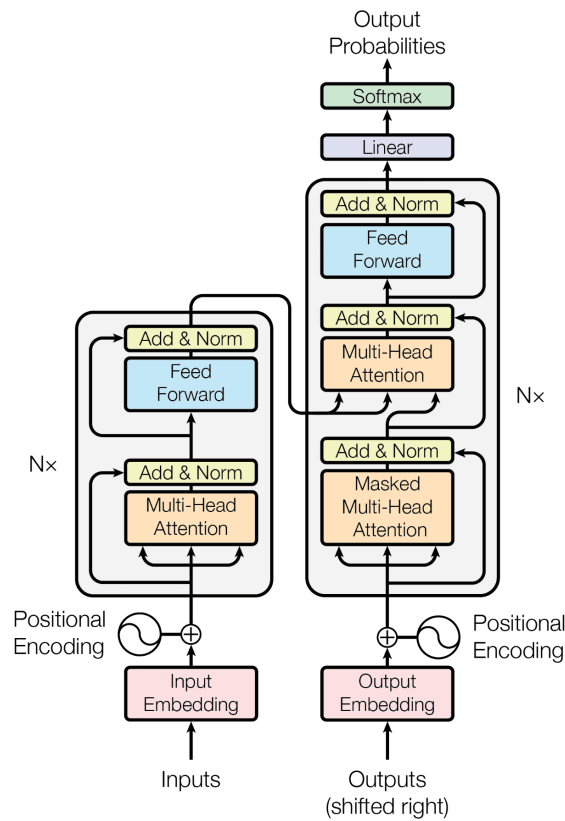 Output
Probabilities
Softmax
Linear
Add & Norm
Feed
Forward
Add & Norm
Multi-Head
Attention
Add & Norm
Masked
Multi-Head
Attention
N×
Add & Norm
Feed
Forward
Add & Norm
Multi-Head
Attention
N×
Positional
Encoding
Positional
Encoding
Input
Embedding
Output
Embedding
Inputs
Outputs
(shifted right)